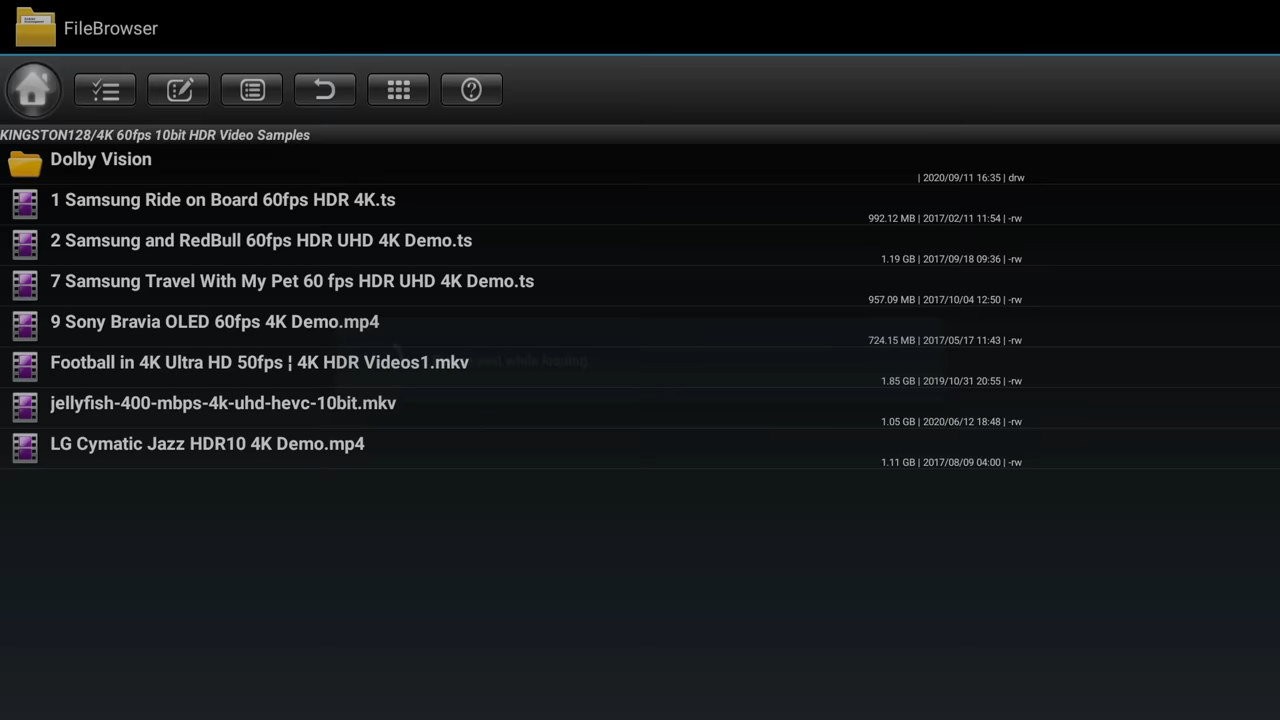 FileBrowser
KINGSTON128/4K 60fps 10bit HDR Video Samples
Dolby Vision
| 2020/09/11 16:35 | drw
1 Samsung Ride on Board 60fps HDR 4K.ts
992.12 MB | 2017/02/11 11:54 | -rw
2 Samsung and RedBull 60fps HDR UHD 4K Demo.ts
1.19 GB | 2017/09/18 09:36 | -rw
7 Samsung Travel With My Pet 60 fps HDR UHD 4K Demo.ts
957.09 MB | 2017/10/04 12:50 | -rw
9 Sony Bravia OLED 60fps 4K Demo.mp4
724.15 MB | 2017/05/17 11:43 | -rw
Football in 4K Ultra HD 50fps ¦ 4K HDR Videos1.mkv
while loading
1.85 GB | 2019/10/31 20:55 | -rw
jellyfish-400-mbps-4k-uhd-hevc-10bit.mkv
1.05 GB | 2020/06/12 18:48 | -rw
LG Cymatic Jazz HDR10 4K Demo.mp4
1.11 GB | 2017/08/09 04:00 | -rw